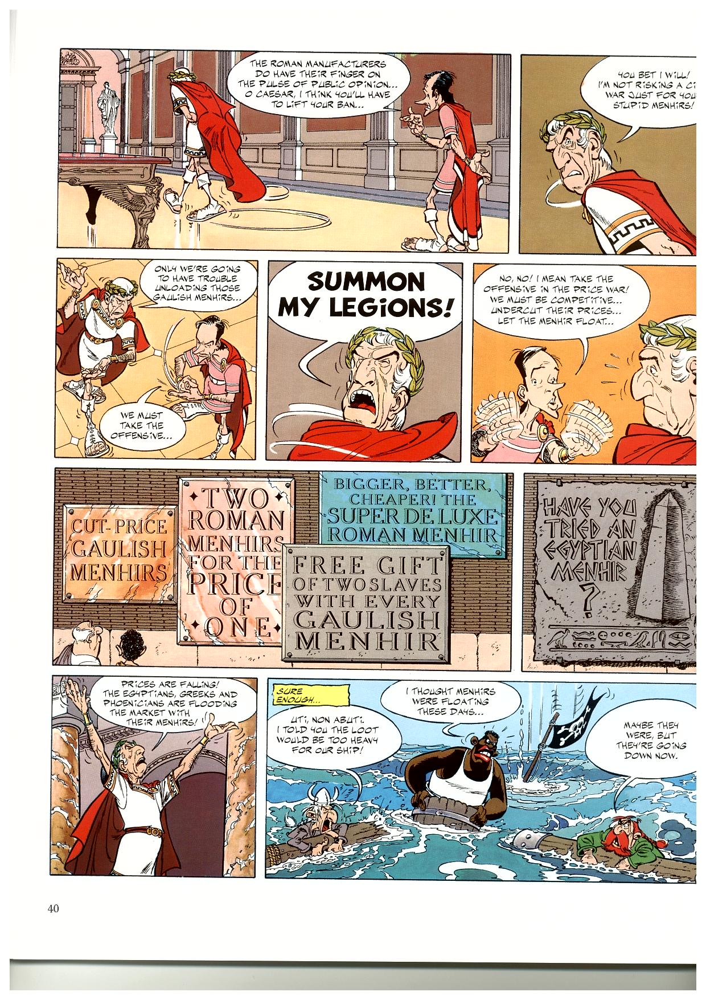 THE ROMAN MANUFACTURERS
DO HAVE THEIR FINGER ON
THE PULSE OF PUBLIC OPINION...
O CAESAR, I THINK YOU'LL HAVE
TO LIFT YOUR BAN...
YOU BET I WILL!
I'M NOT RISKING A CI
WAR JUST FOR YOU
STUPID MENHIRS!
ONLY WE'RE GOING
TO HAVE TROUBLE
UNLOADING THOSE
GAULISH MENHIRS...
WE MUST
TAKE THE
OFFENSIVE...
SUMMON
MY LEGIONS!
NO, NO! I MEAN TAKE THE
OFFENSIVE IN THE PRICE WAR!
WE MUST BE COMPETITIVE...
UNDERCUT THEIR PRICES...
LET THE MENHIR FLOAT...
CUT-PRICE
GAULISH
MENHIRS
TWO
ROMAN
MENHIRS
FOR THE
PRICE
OF
ONE
BIGGER, BETTER,
CHEAPER! THE
SUPER DE LUXE
ROMAN MENHIR
FREE GIFT
OF TWO SLAVES
WITH EVERY
GAULISH
MENHIR
HAVE YOU
TRIED AN
EGYPTIAN
MENHIR
?
PRICES ARE FALLING!
THE EGYPTIANS, GREEKS AND
PHOENICIANS ARE FLOODING
THE MARKET WITH
THEIR MENHIRS!
SURE
ENOUGH...
UTI, NON ABUTI.
I TOLD YOU THE LOOT
WOULD BE TOO HEAVY
FOR OUR SHIP!
I THOUGHT MENHIRS
WERE FLOATING
THESE DAYS...
MAYBE THEY
WERE, BUT
THEY'RE GOING
DOWN NOW.
40